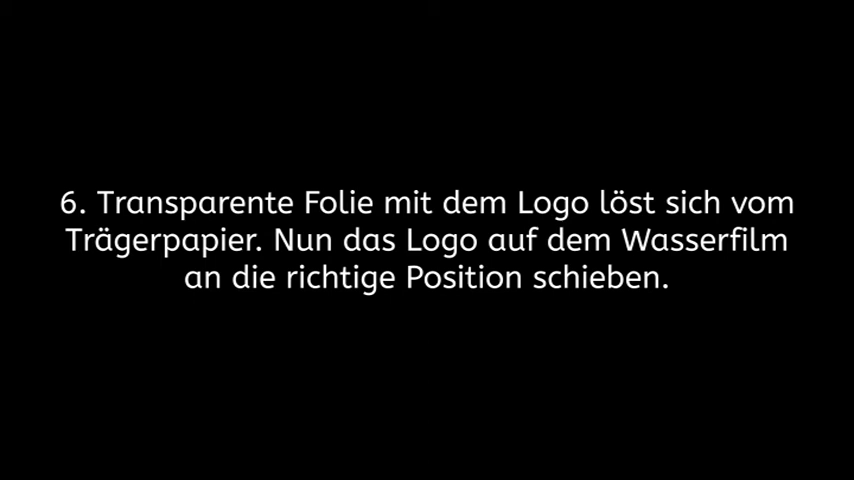 6. Transparente Folie mit dem Logo löst sich vom
Trägerpapier. Nun das Logo auf dem Wasserfilm
an die richtige Position schieben.